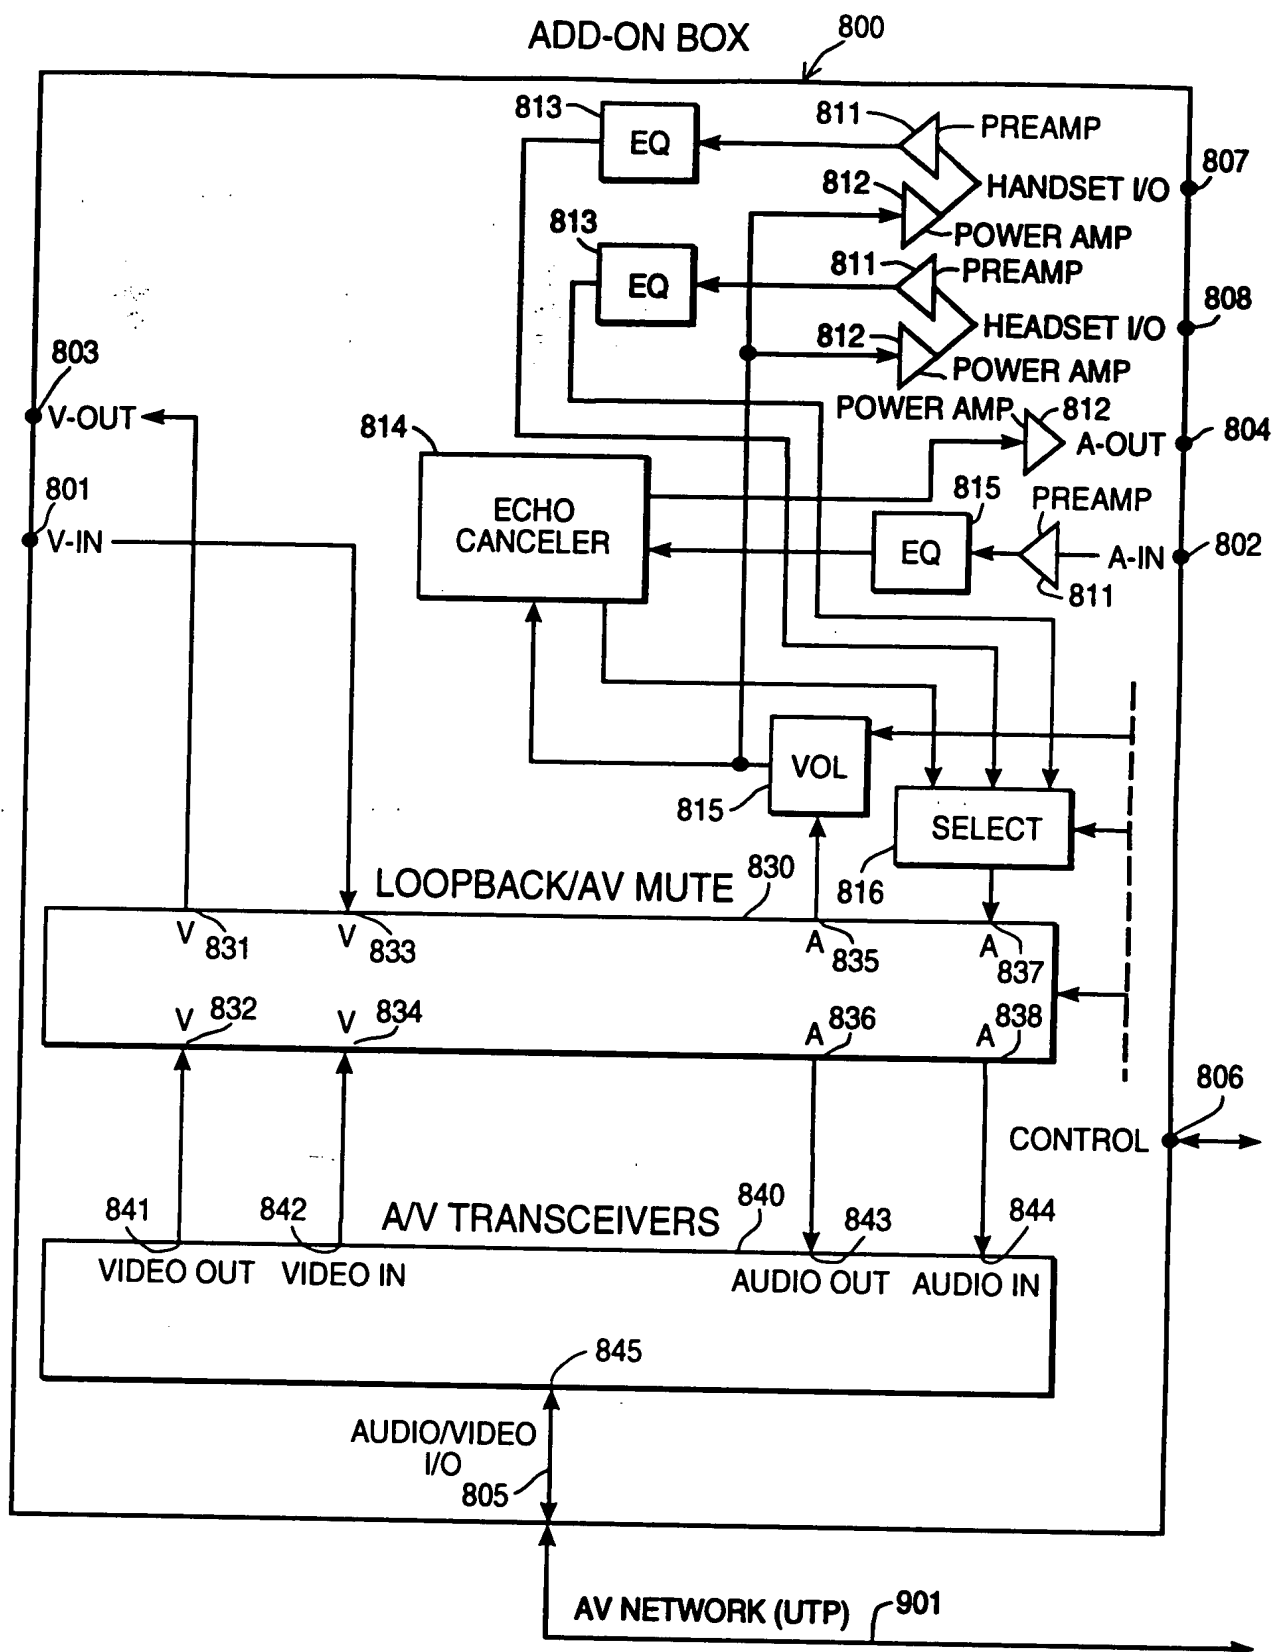 ADD-ON BOX
800
813
EQ
811
PREAMP
807
812
HANDSET I/O
POWER AMP
813
EQ
811
PREAMP
808
812
HEADSET I/O
POWER AMP
803
V-OUT
POWER AMP
812
A-OUT
804
814
ECHO
CANCELER
801
V-IN
815
EQ
PREAMP
A-IN
802
811
VOL
815
SELECT
816
LOOPBACK/AV MUTE
830
V
831
V
833
A
835
A
837
V
832
V
834
A
836
A
838
806
CONTROL
841
842
A/V TRANSCEIVERS
840
843
844
VIDEO OUT
VIDEO IN
AUDIO OUT
AUDIO IN
845
AUDIO/VIDEO
I/O
805
AV NETWORK (UTP)
901